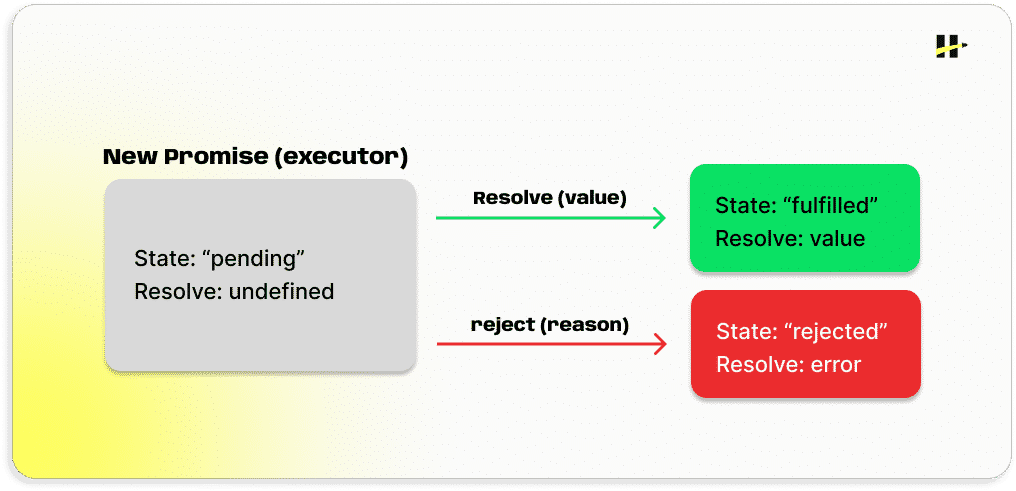 New Promise (executor)
State: “pending”
Resolve: undefined
Resolve (value)
State: “fulfilled”
Resolve: value
reject (reason)
State: “rejected”
Resolve: error